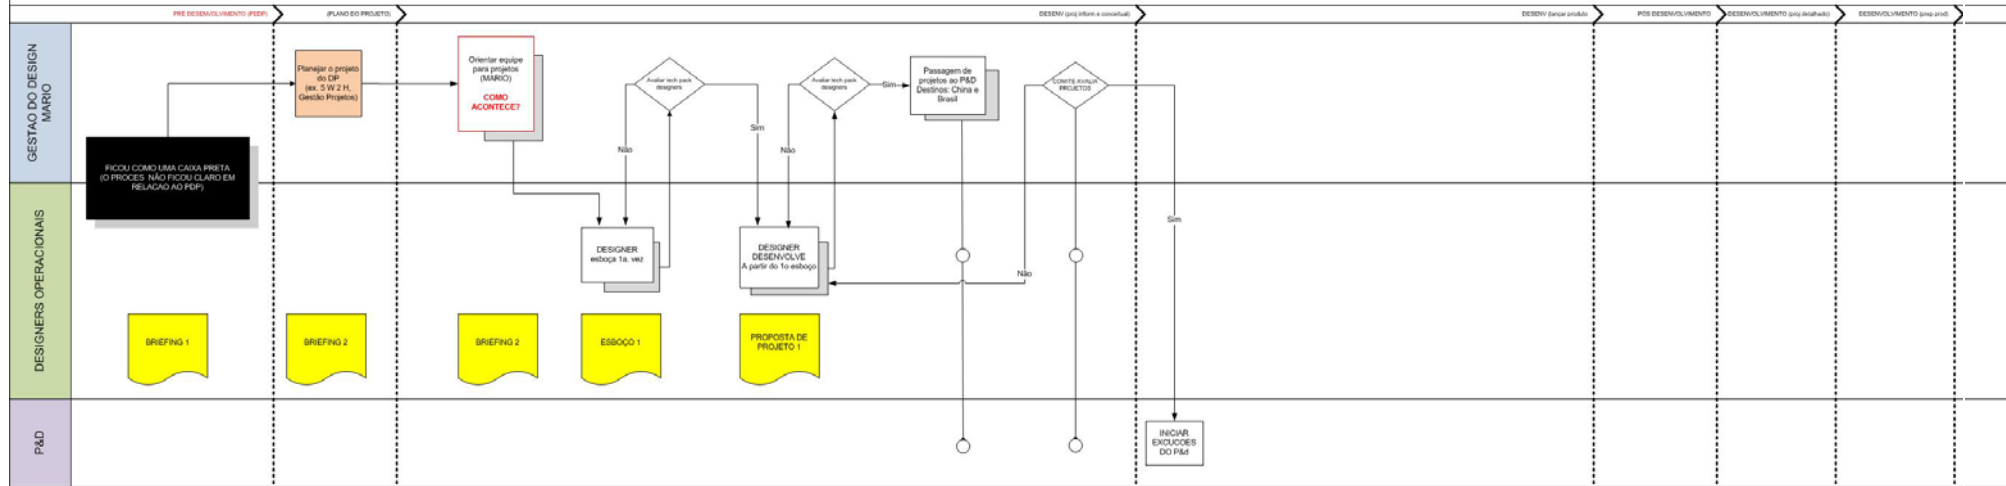 PRÉ DESENVOLVIMENTO (PEDP)
(PLANO DO PROJETO)
DESENV (proj inform e conceitual)
DESENV (lançar produto
PÓS DESENVOLVIMENTO
DESENVOLVIMENTO (proj detalhado)
DESENVOLVIMENTO (prep prod)
GESTAO DO DESIGN
MARIO
Planejar o projeto
do DP
(ex. 5 W 2 H,
Gestão Projetos)
Orientar equipe
para projetos
(MARIO)
COMO
ACONTECE?
Avaliar tech pack
designers
Avaliar tech pack
designers
Sim
Passagem de
projetos ao P&D
Destinos: China e
Brasil
COMITE AVALIA
PROJETOS
Sim
Não
Não
FICOU COMO UMA CAIXA PRETA
(O PROCES NÃO FICOU CLARO EM
RELACAO AO PDP)
DESIGNERS OPERACIONAIS
Sim
DESIGNER
esboça 1a. vez
DESIGNER
DESENVOLVE
A partir do 1o esboço
Não
BRIEFING 1
BRIEFING 2
BRIEFING 2
ESBOÇO 1
PROPOSTA DE
PROJETO 1
P&D
INICIAR
EXCUCOES
DO P&d